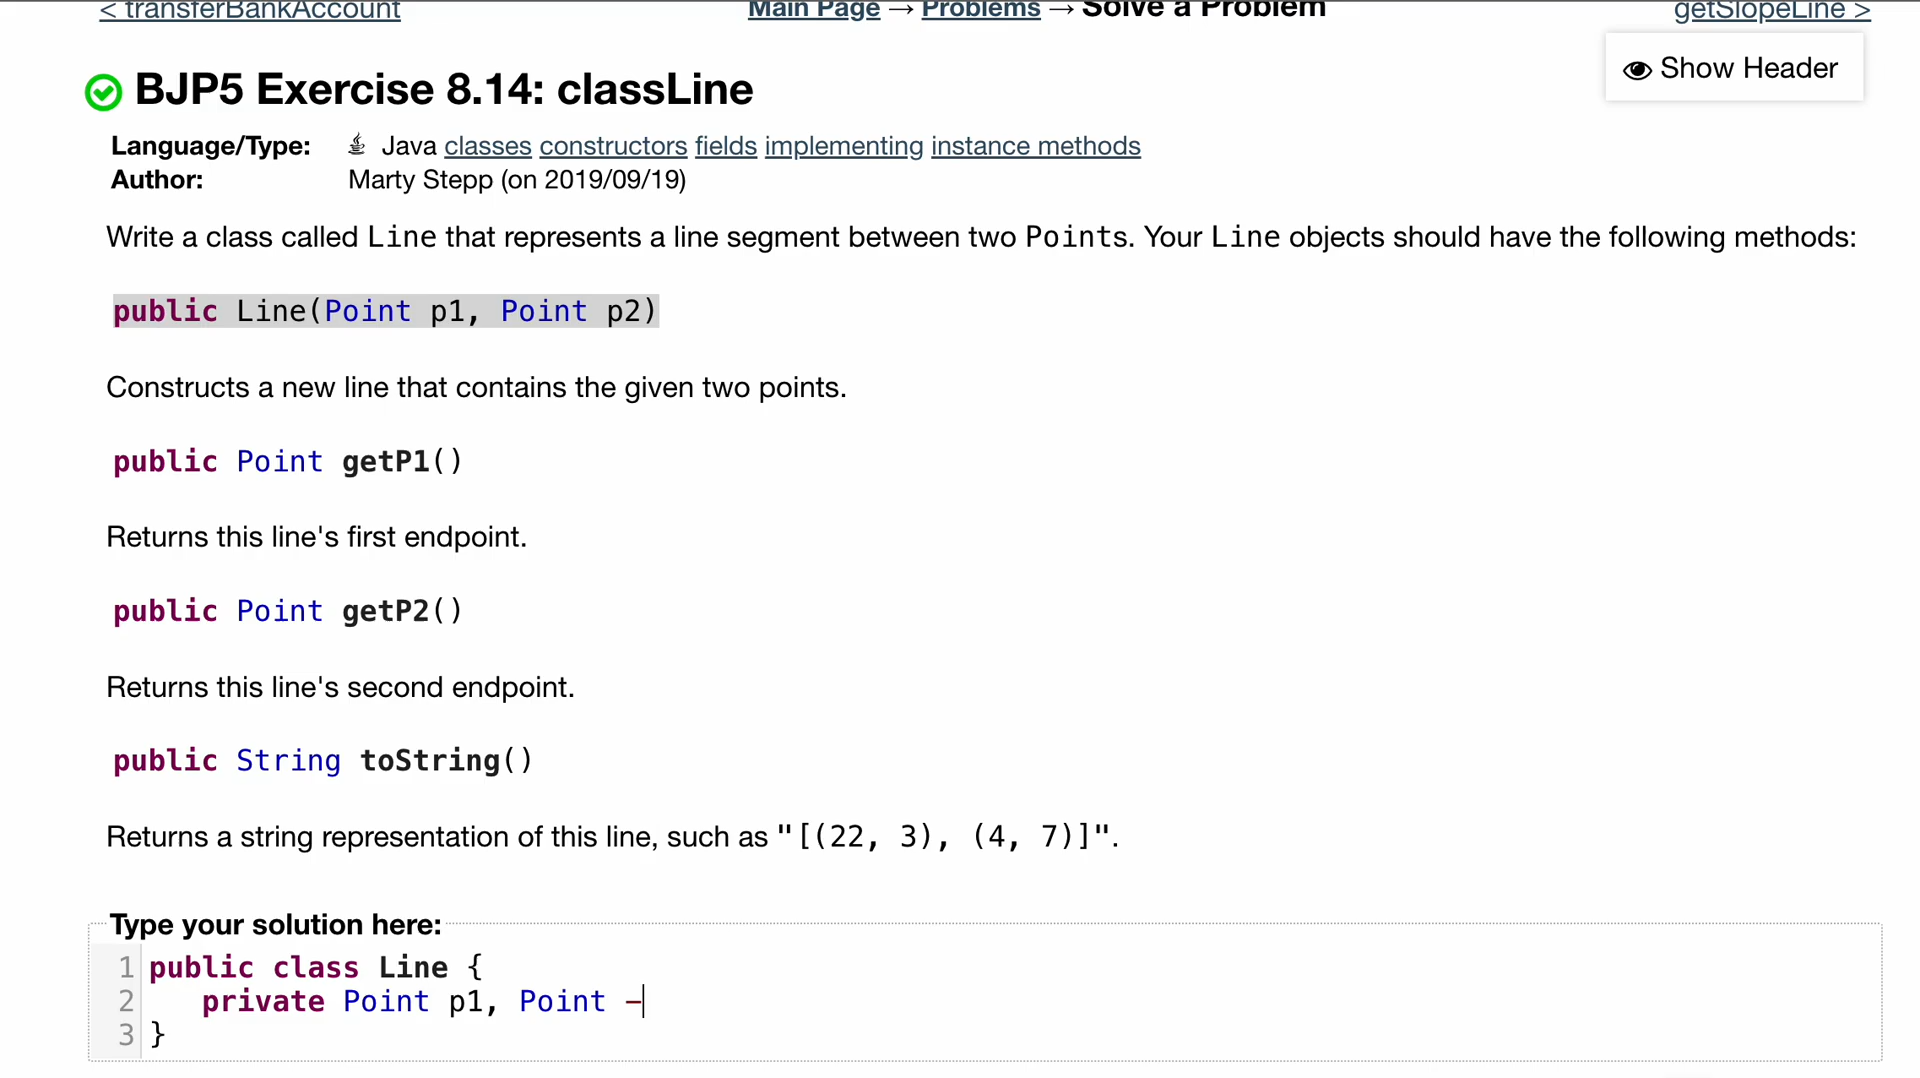 < transferBankAccount
Main Page → Problems → Solve a Problem
getSlopeLine >
Show Header
BJP5 Exercise 8.14: classLine
Language/Type: Java classes constructors fields implementing instance methods
Author: Marty Stepp (on 2019/09/19)
Write a class called Line that represents a line segment between two Points. Your Line objects should have the following methods:
public Line(Point p1, Point p2)
Constructs a new line that contains the given two points.
public Point getP1()
Returns this line's first endpoint.
public Point getP2()
Returns this line's second endpoint.
public String toString()
Returns a string representation of this line, such as "[(22, 3), (4, 7)]".
Type your solution here:
1 public class Line {
2 private Point p1, Point -
3 }